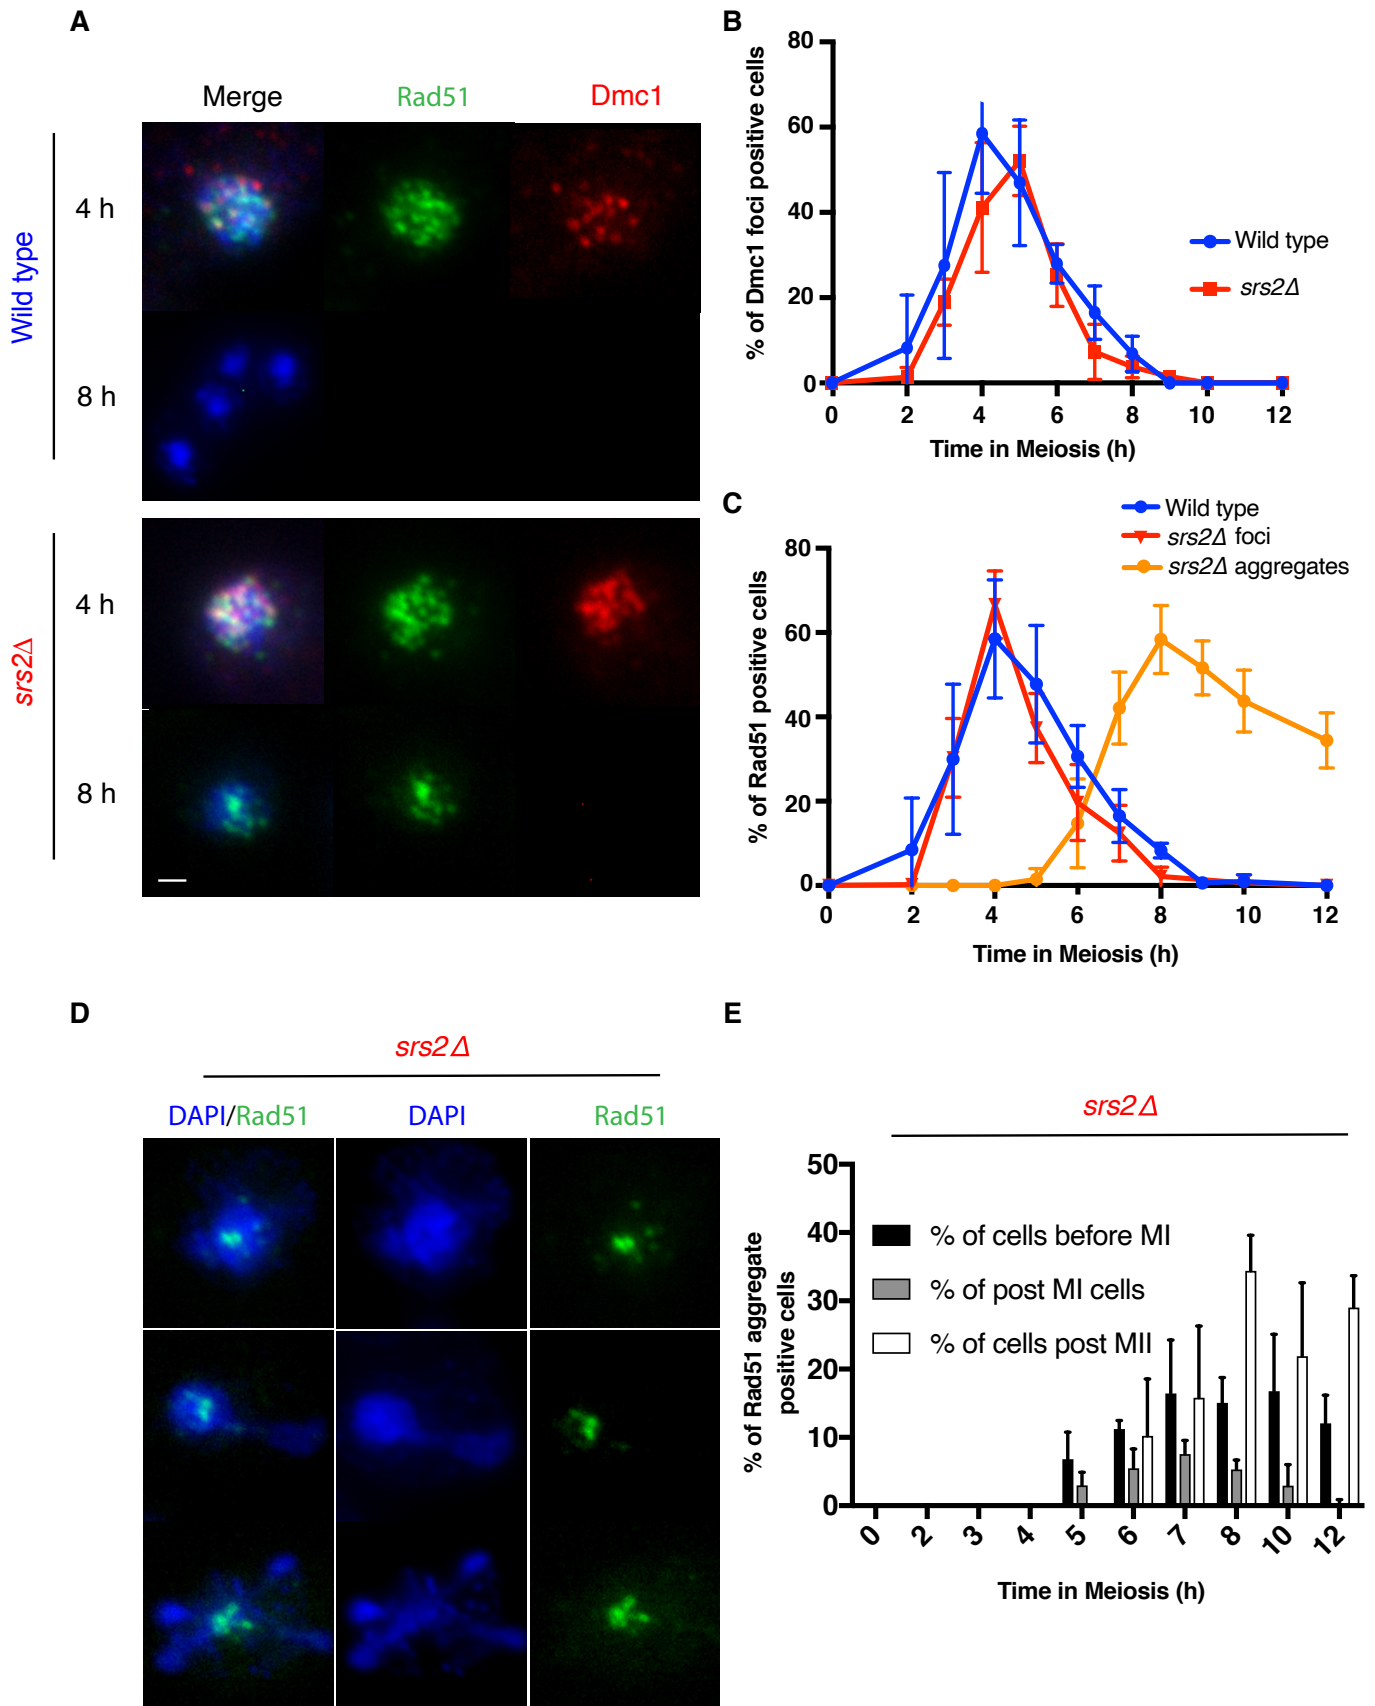 A
Merge Rad51 Dmc1
Wild type
4 h
8 h
srs2Δ
4 h
8 h
B
% of Dmc1 foci positive cells
80
60
40
20
0
0 2 4 6 8 10 12
Time in Meiosis (h)
Wild type
srs2Δ
C
Wild type
srs2Δ foci
srs2Δ aggregates
% of Rad51 positive cells
80
60
40
20
0
0 2 4 6 8 10 12
Time in Meiosis (h)
D
srs2Δ
DAPI/Rad51 DAPI Rad51
E
srs2Δ
% of Rad51 aggregate
positive cells
50
40
30
20
10
0
% of cells before MI
% of post MI cells
% of cells post MII
0 2 3 4 5 6 7 8 10 12
Time in Meiosis (h)